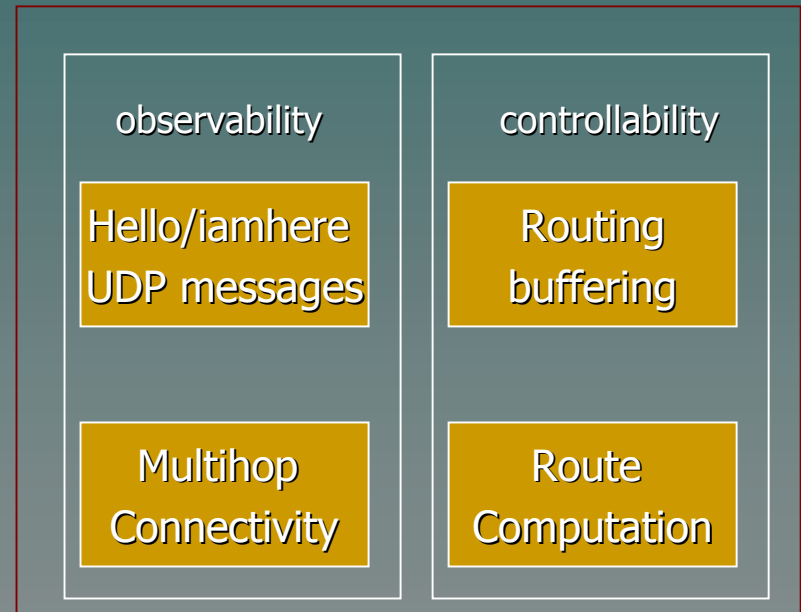 observability
Hello/iamhere
UDP messages
Multihop
Connectivity
controllability
Routing
buffering
Route
Computation